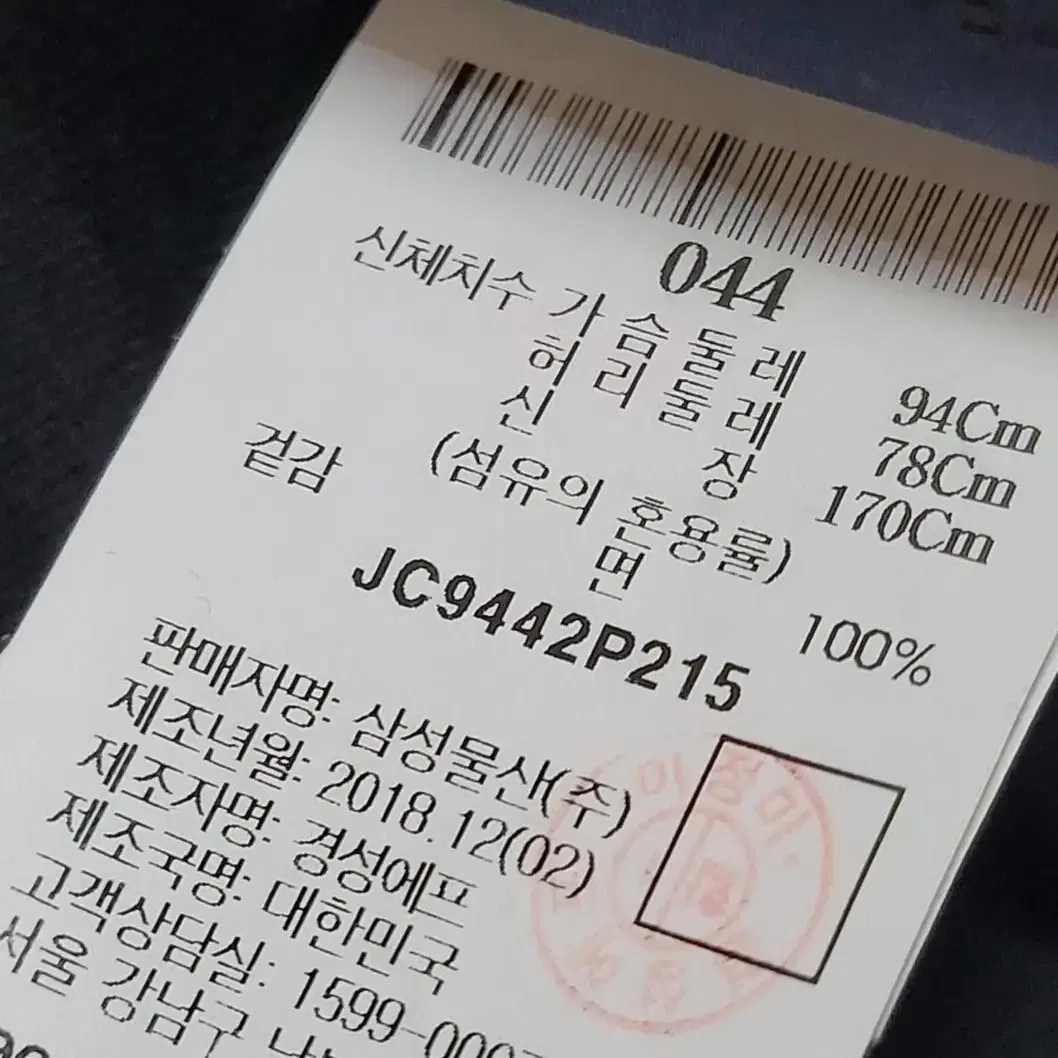 044
신체치수 가 슴 둘 레 94Cm
허 리 둘 레 78Cm
신 장 170Cm
(섬유의 혼용률)
겉감 면 100%
JC9442P215
판매자명: 삼성물산(주)
제조년월: 2018.12(02)
제조자명: 경성에프
제조국명: 대한민국
고객상담실: 1599-000
서울 강남구